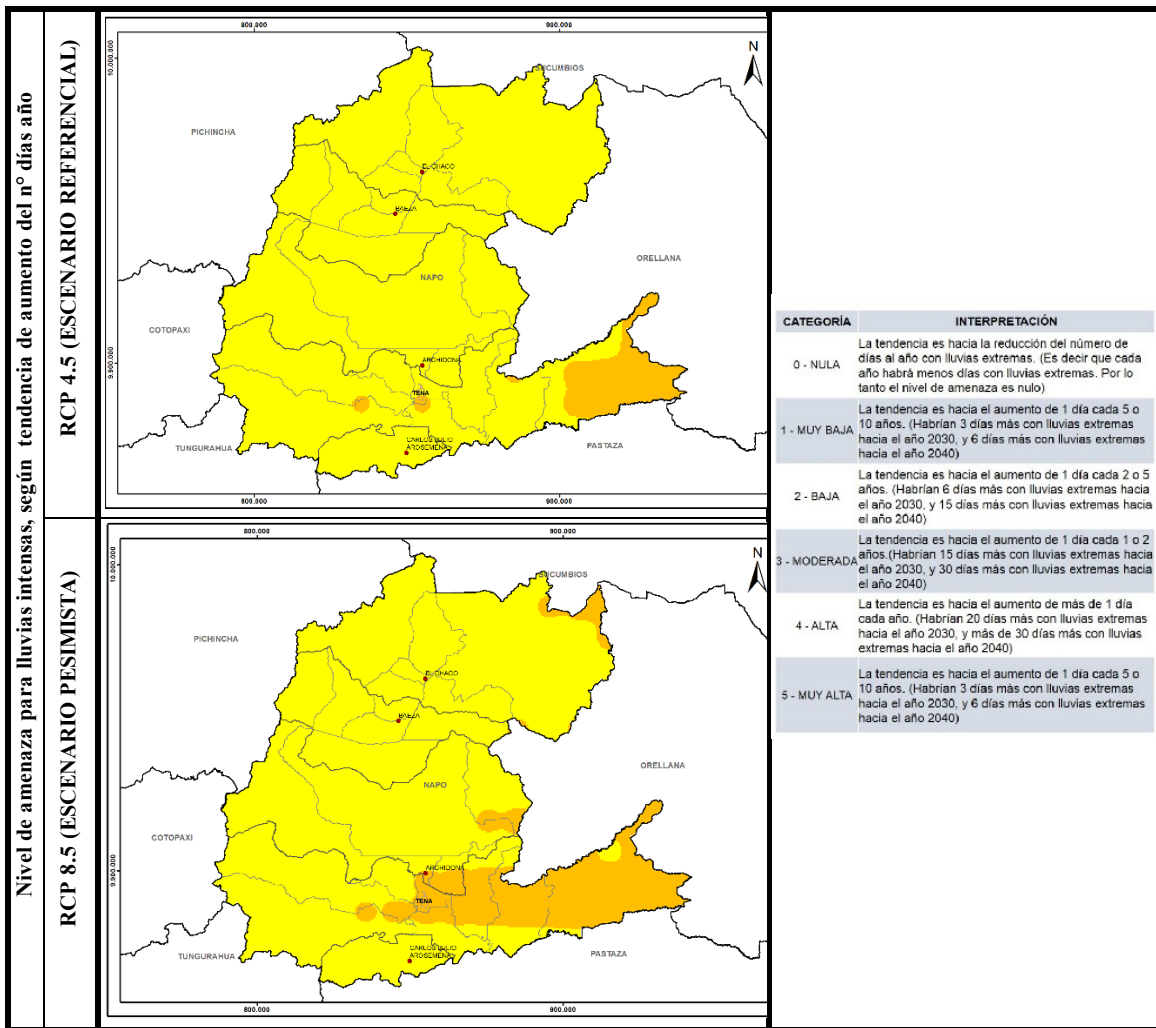 Nivel de amenaza para lluvias intensas, según tendencia de aumento del n° días año
RCP 4.5 (ESCENARIO REFERENCIAL)
800.000
900.000
10.000.000
N
SUCUMBIOS
PICHINCHA
EL CHACO
BAEZA
ORELLANA
NAPO
COTOPAXI
ARCHIDONA
9.900.000
TENA
TUNGURAHUA
CARLOS JULIO
AROSEMENA
PASTAZA
800.000
900.000
RCP 8.5 (ESCENARIO PESIMISTA)
800.000
900.000
10.000.000
N
SUCUMBIOS
PICHINCHA
EL CHACO
BAEZA
ORELLANA
NAPO
COTOPAXI
ARCHIDONA
9.900.000
TENA
TUNGURAHUA
CARLOS JULIO
AROSEMENA
PASTAZA
800.000
900.000
CATEGORÍA INTERPRETACIÓN
0 - NULA
La tendencia es hacia la reducción del número de
días al año con lluvias extremas. (Es decir que cada
año habrá menos días con lluvias extremas. Por lo
tanto el nivel de amenaza es nulo)
1 - MUY BAJA
La tendencia es hacia el aumento de 1 día cada 5 o
10 años. (Habrían 3 días más con lluvias extremas
hacia el año 2030, y 6 días más con lluvias extremas
hacia el año 2040)
2 - BAJA
La tendencia es hacia el aumento de 1 día cada 2 o 5
años. (Habrían 6 días más con lluvias extremas hacia
el año 2030, y 15 días más con lluvias extremas hacia
el año 2040)
3 - MODERADA
La tendencia es hacia el aumento de 1 día cada 1 o 2
años.(Habrían 15 días más con lluvias extremas hacia
el año 2030, y 30 días más con lluvias extremas hacia
el año 2040)
4 - ALTA
La tendencia es hacia el aumento de más de 1 día
cada año. (Habrían 20 días más con lluvias extremas
hacia el año 2030, y más de 30 días más con lluvias
extremas hacia el año 2040)
5 - MUY ALTA
La tendencia es hacia el aumento de 1 día cada 5 o
10 años. (Habrían 3 días más con lluvias extremas
hacia el año 2030, y 6 días más con lluvias extremas
hacia el año 2040)